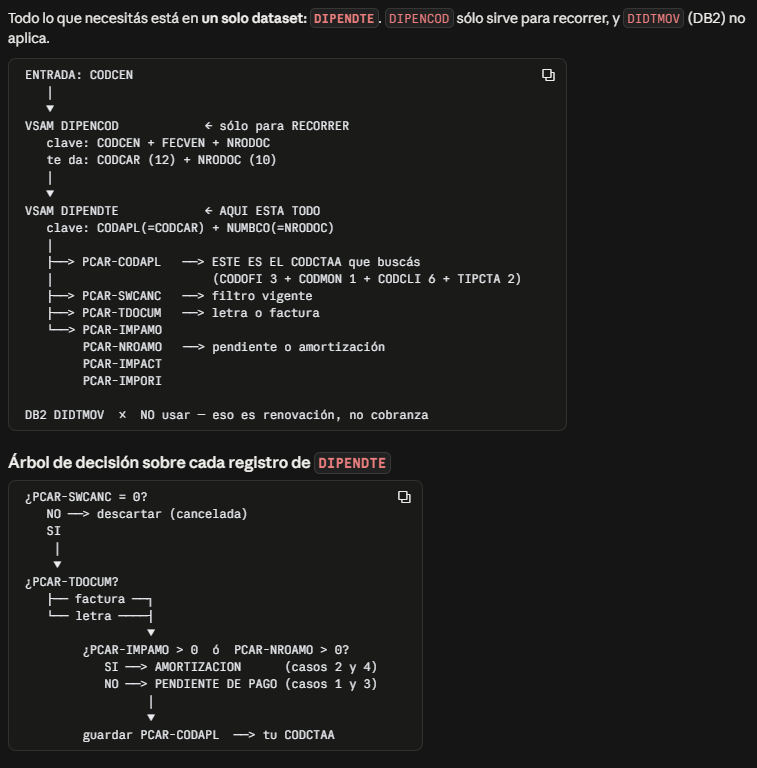 Todo lo que necesitás está en un solo dataset: DIPENDTE. DIPENCOD sólo sirve para recorrer, y DIDTMOV (DB2) no
aplica.
ENTRADA: CODCEN
│
▼
VSAM DIPENCOD ← sólo para RECORRER
clave: CODCEN + FECVEN + NRODOC
te da: CODCAR (12) + NRODOC (10)
│
▼
VSAM DIPENDTE ← AQUI ESTA TODO
clave: CODAPL(=CODCAR) + NUMBCO(=NRODOC)
│
├──> PCAR-CODAPL ──> ESTE ES EL CODCTAA que buscás
│ (CODOFI 3 + CODMON 1 + CODCLI 6 + TIPCTA 2)
├──> PCAR-SWCANC ──> filtro vigente
├──> PCAR-TDOCUM ──> letra o factura
└──> PCAR-IMPAMO
PCAR-NROAMO ──> pendiente o amortización
PCAR-IMPACT
PCAR-IMPORI
DB2 DIDTMOV × NO usar — eso es renovación, no cobranza
Árbol de decisión sobre cada registro de DIPENDTE
¿PCAR-SWCANC = 0?
NO ──> descartar (cancelada)
SI
│
▼
¿PCAR-TDOCUM?
├── factura ──┐
└── letra ────┤
▼
¿PCAR-IMPAMO > 0 ó PCAR-NROAMO > 0?
SI ──> AMORTIZACION (casos 2 y 4)
NO ──> PENDIENTE DE PAGO (casos 1 y 3)
│
▼
guardar PCAR-CODAPL ──> tu CODCTAA